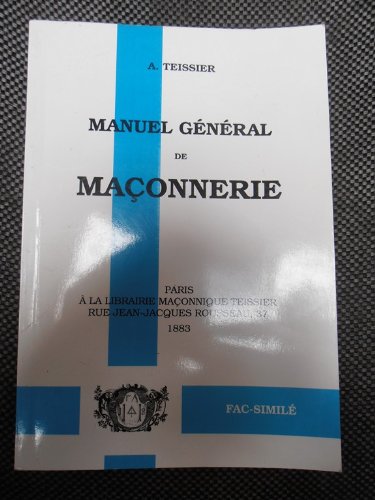 A. TEISSIER
MANUEL GÉNÉRAL
DE
MAÇONNERIE
PARIS
À LA LIBRAIRIE MAÇONNIQUE TEISSIER
RUE JEAN-JACQUES ROUSSEAU, 37
1883
FAC-SIMILÉ